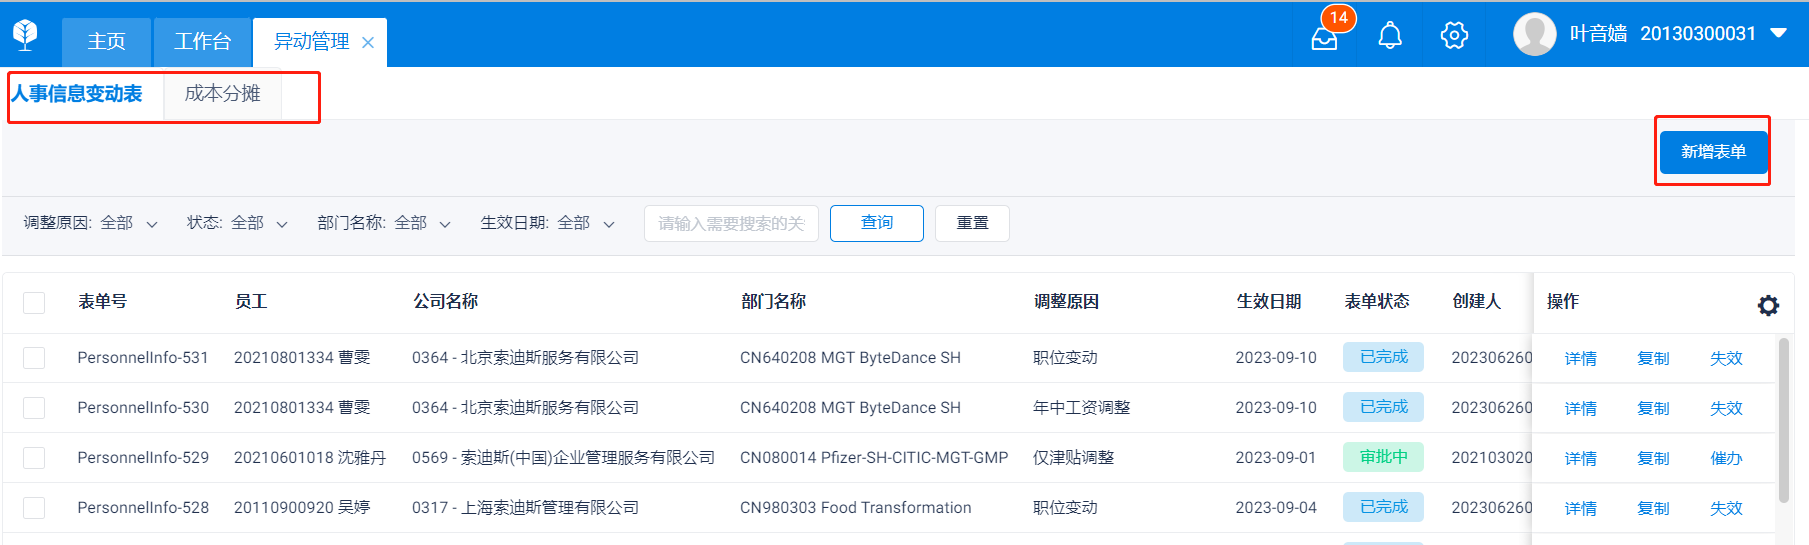 主页 工作台 异动管理 14 叶音嫱 20130300031
人事信息变动表 成本分摊
新增表单
调整原因: 全部 状态: 全部 部门名称: 全部 生效日期: 全部 请输入需要搜索的关 查询 重置
表单号 员工 公司名称 部门名称 调整原因 生效日期 表单状态 创建人 操作
PersonnelInfo-531 20210801334 曹雯 0364 - 北京索迪斯服务有限公司 CN640208 MGT ByteDance SH 职位变动 2023-09-10 已完成 202306260 详情 复制 失效
PersonnelInfo-530 20210801334 曹雯 0364 - 北京索迪斯服务有限公司 CN640208 MGT ByteDance SH 年中工资调整 2023-09-10 已完成 202306260 详情 复制 失效
PersonnelInfo-529 20210601018 沈雅丹 0569 - 索迪斯(中国)企业管理服务有限公司 CN080014 Pfizer-SH-CITIC-MGT-GMP 仅津贴调整 2023-09-01 审批中 202103020 详情 复制 催办
PersonnelInfo-528 20110900920 吴婷 0317 - 上海索迪斯管理有限公司 CN980303 Food Transformation 职位变动 2023-09-04 已完成 202306260 详情 复制 失效